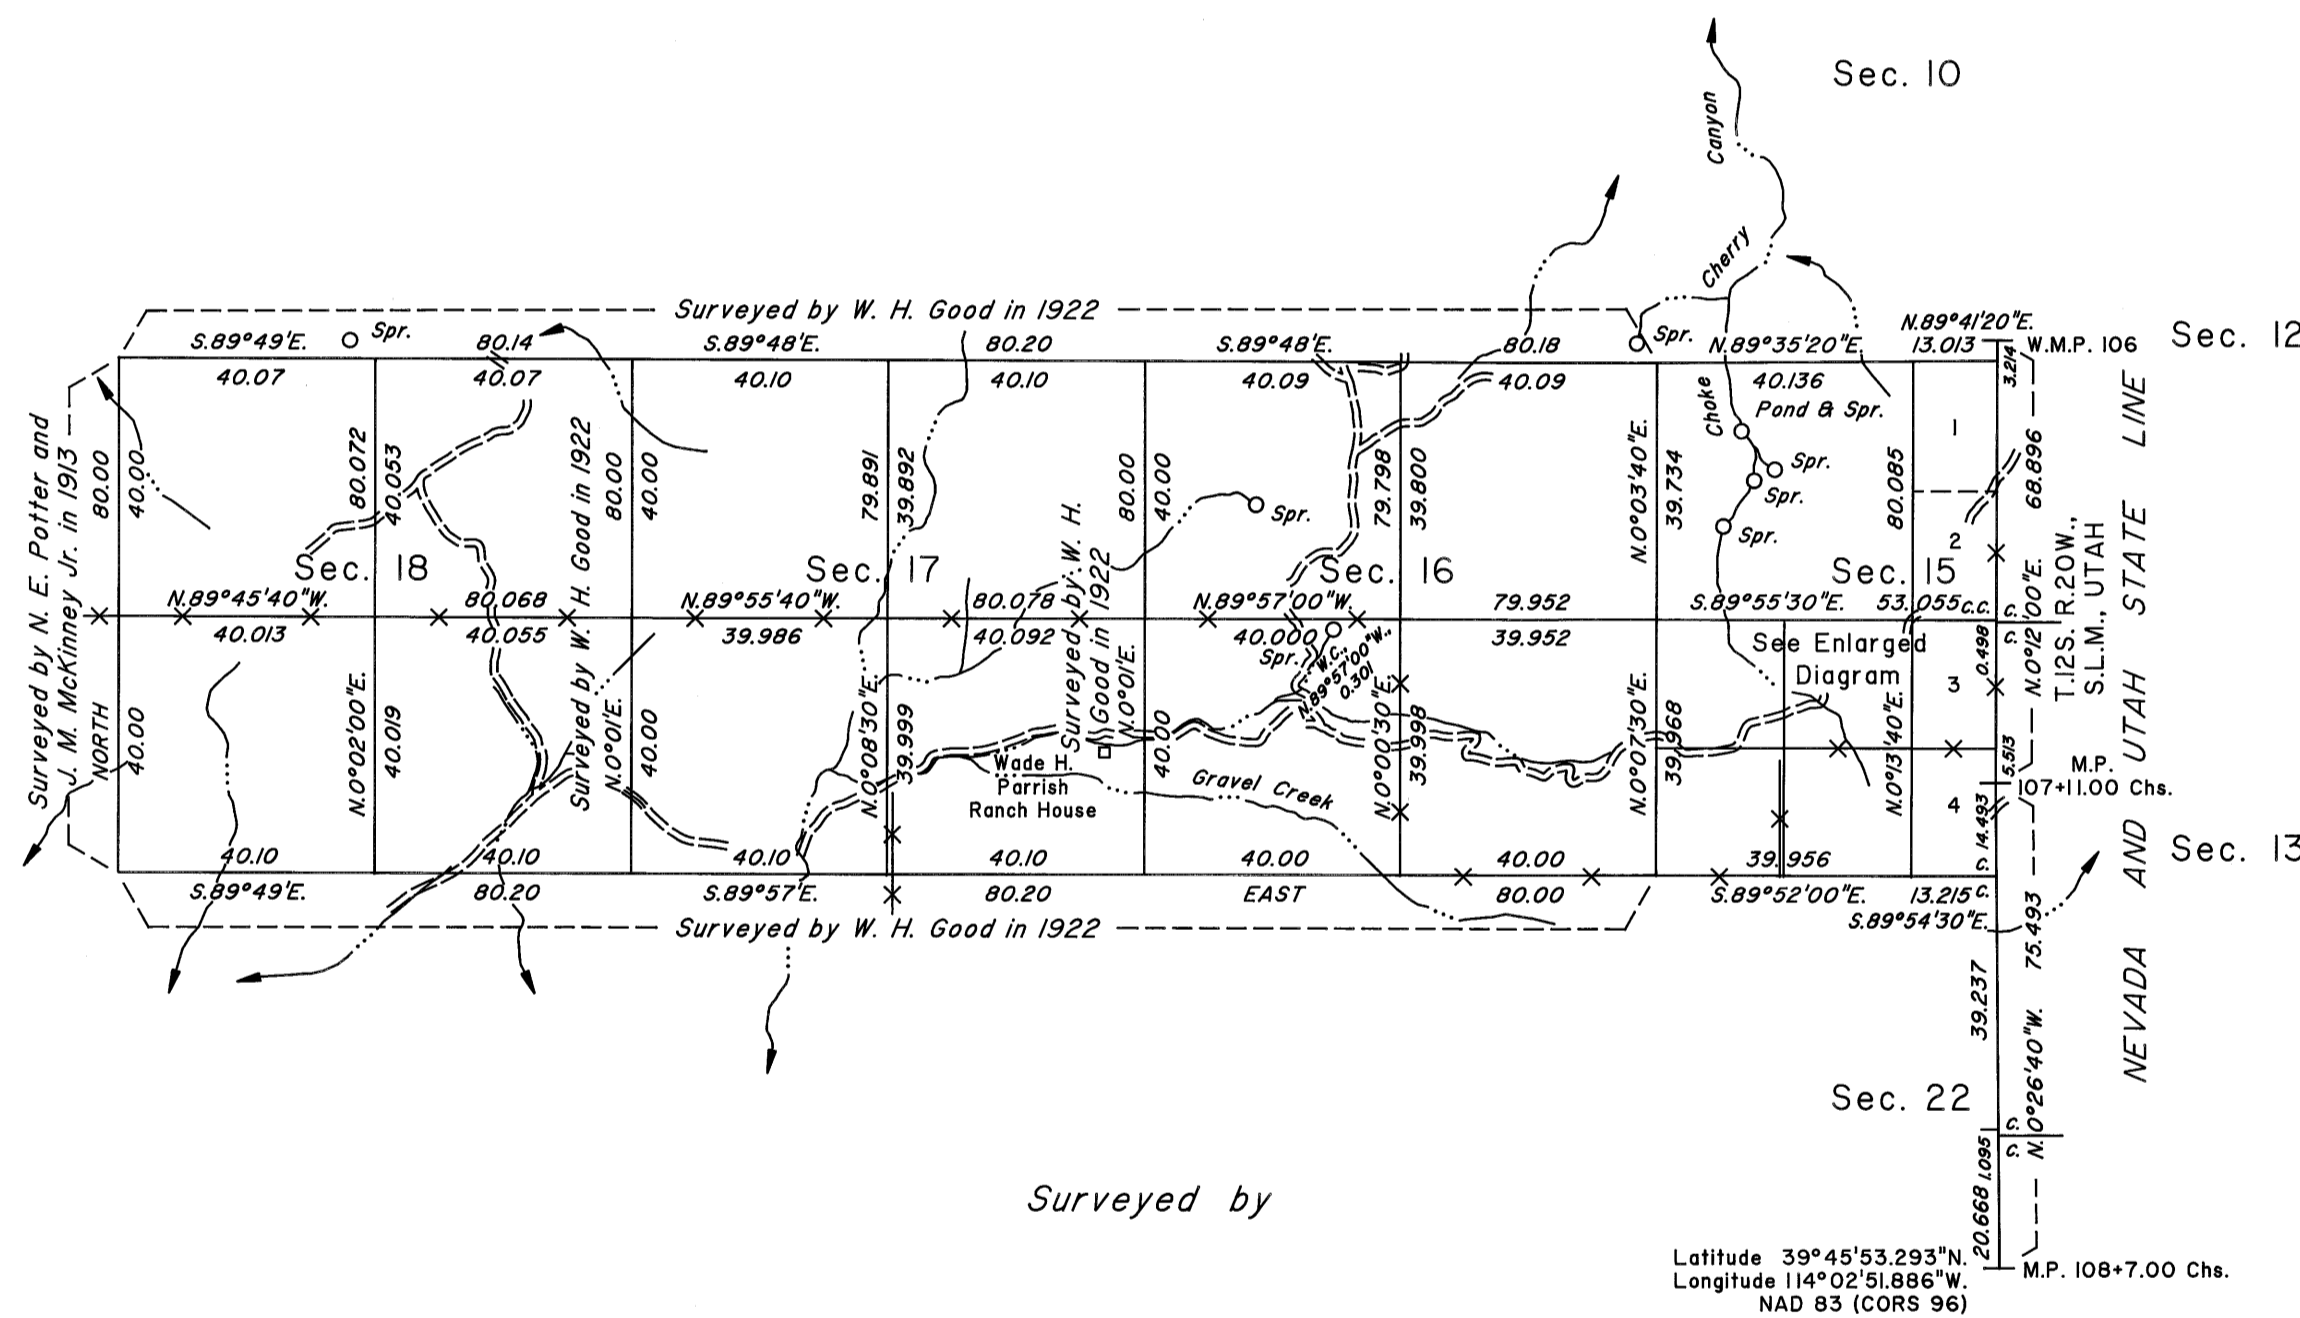 Sec. 10
Canyon
Cherry
Surveyed by W. H. Good in 1922
N.89°41'20"E.
Sec. 12
S.89°49'E.
Spr.
80.14
S.89°48'E.
80.20
S.89°48'E.
80.18
Spr.
N.89°35'20"E.
13.013
W.M.P. 106
3.214
40.07
40.07
40.10
40.10
40.09
40.09
40.136
Choke
Pond & Spr.
1
Surveyed by N. E. Potter and
J. M. McKinney Jr. in 1913
80.00
40.00
80.072
40.053
Surveyed by W. H. Good in 1922
80.00
40.00
79.891
39.892
80.00
40.00
79.798
39.800
N.0°03'40"E.
39.734
80.085
68.896
Spr.
Spr.
Spr.
Spr.
2
Sec. 18
Sec. 17
Surveyed by W. H.
Good in 1922
Sec. 16
Sec. 15
N.0°12'00"E.
T.12S., R.20W.,
S.L.M., UTAH
NEVADA AND UTAH STATE LINE
N.89°45'40"W.
80.068
N.89°55'40"W.
80.078
N.89°57'00"W.
79.952
S.89°55'30"E.
53.055
C.C.
C.
40.013
40.055
39.986
40.092
40.000
39.952
C.
0.498
Spr.
W.C.,
N.89°57'00"W.,
0.301
See Enlarged
Diagram
3
NORTH
40.00
N.0°02'00"E.
40.019
N.0°01'E.
40.00
N.0°08'30"E.
39.999
N.0°01'E.
40.00
N.0°00'30"E.
39.998
N.0°07'30"E.
39.968
N.0°13'40"E.
5.513
M.P.
107+11.00 Chs.
Wade H.
Parrish
Ranch House
Gravel Creek
4
14.493
C.
40.10
40.10
40.10
40.10
40.00
40.00
39.956
Sec. 13
S.89°49'E.
80.20
S.89°57'E.
80.20
EAST
80.00
S.89°52'00"E.
13.215
C.
S.89°54'30"E.
Surveyed by W. H. Good in 1922
75.493
39.237
N.0°26'40"W.
Sec. 22
C.
C.
1.095
20.668
Surveyed by
Latitude 39°45'53.293"N.
Longitude 114°02'51.886"W.
NAD 83 (CORS 96)
M.P. 108+7.00 Chs.